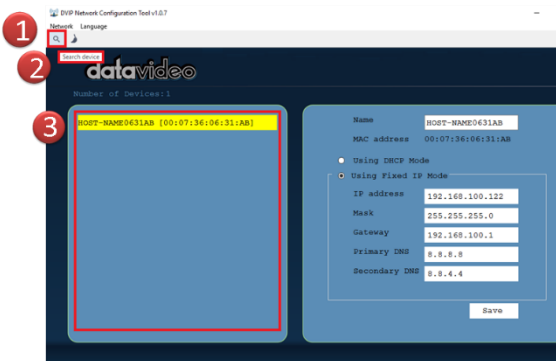 DVIP Network Configuration Tool v1.0.7
Network Language
1
2
Search device
datavideo
Number of Devices:1
3
HOST-NAME0631AB [00:07:36:06:31:AB]
Name HOST-NAME0631AB
MAC address 00:07:36:06:31:AB
Using DHCP Mode
Using Fixed IP Mode
IP address 192.168.100.122
Mask 255.255.255.0
Gateway 192.168.100.1
Primary DNS 8.8.8.8
Secondary DNS 8.8.4.4
Save